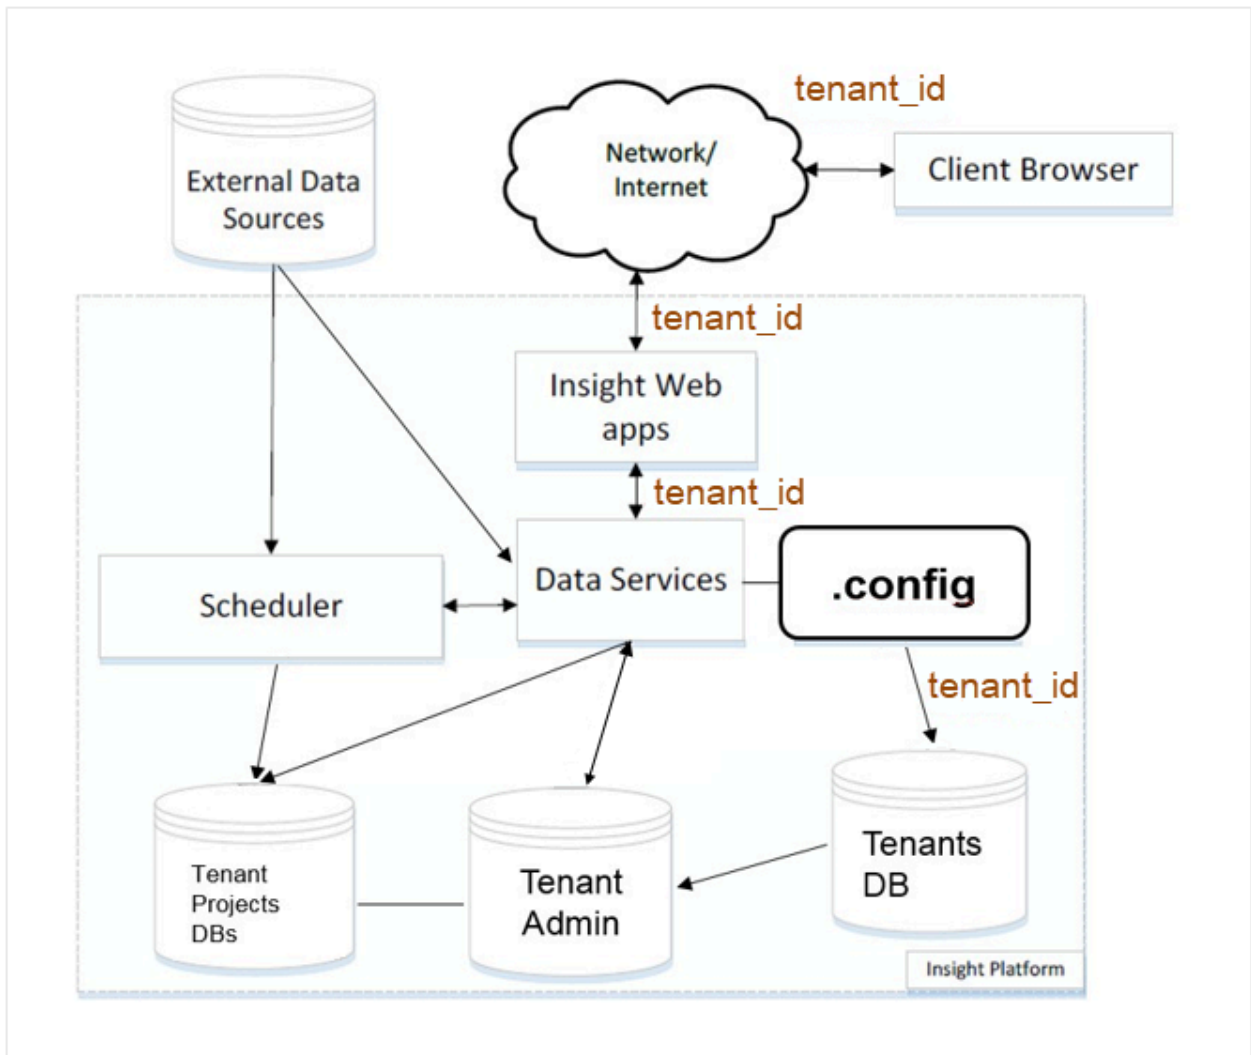 tenant_id
External Data
Sources
Network/
Internet
Client Browser
tenant_id
Insight Web
apps
tenant_id
Scheduler
Data Services
.config
tenant_id
Tenant
Projects
DBs
Tenant
Admin
Tenants
DB
Insight Platform